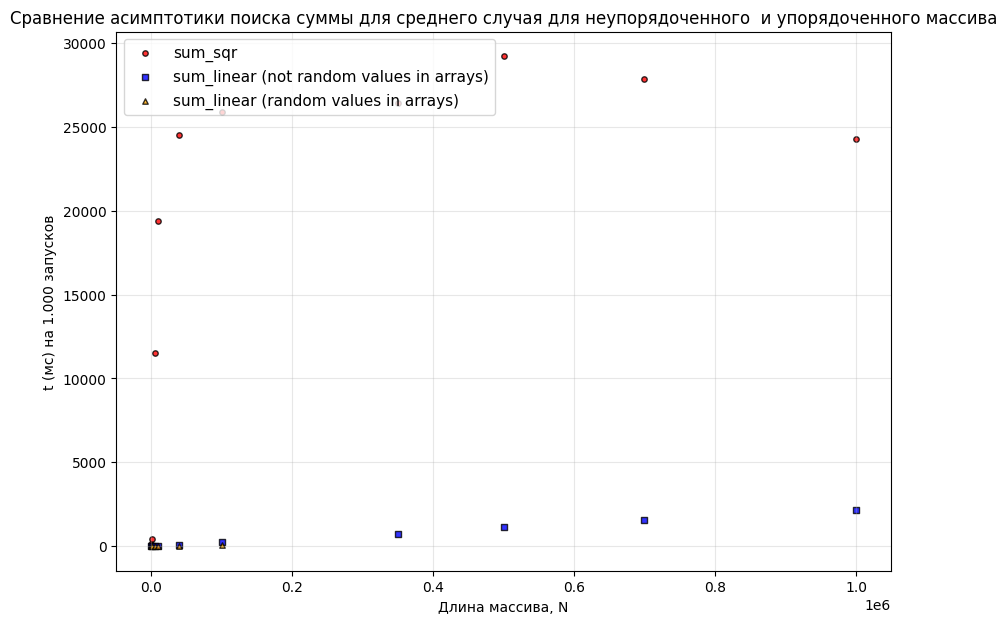 Сравнение асимптотики поиска суммы для среднего случая для неупорядоченного  и упорядоченного массива
sum_sqr
sum_linear (not random values in arrays)
sum_linear (random values in arrays)
30000
25000
20000
15000
10000
5000
0
t (мс) на 1.000 запусков
0.0
0.2
0.4
0.6
0.8
1.0
1e6
Длина массива, N